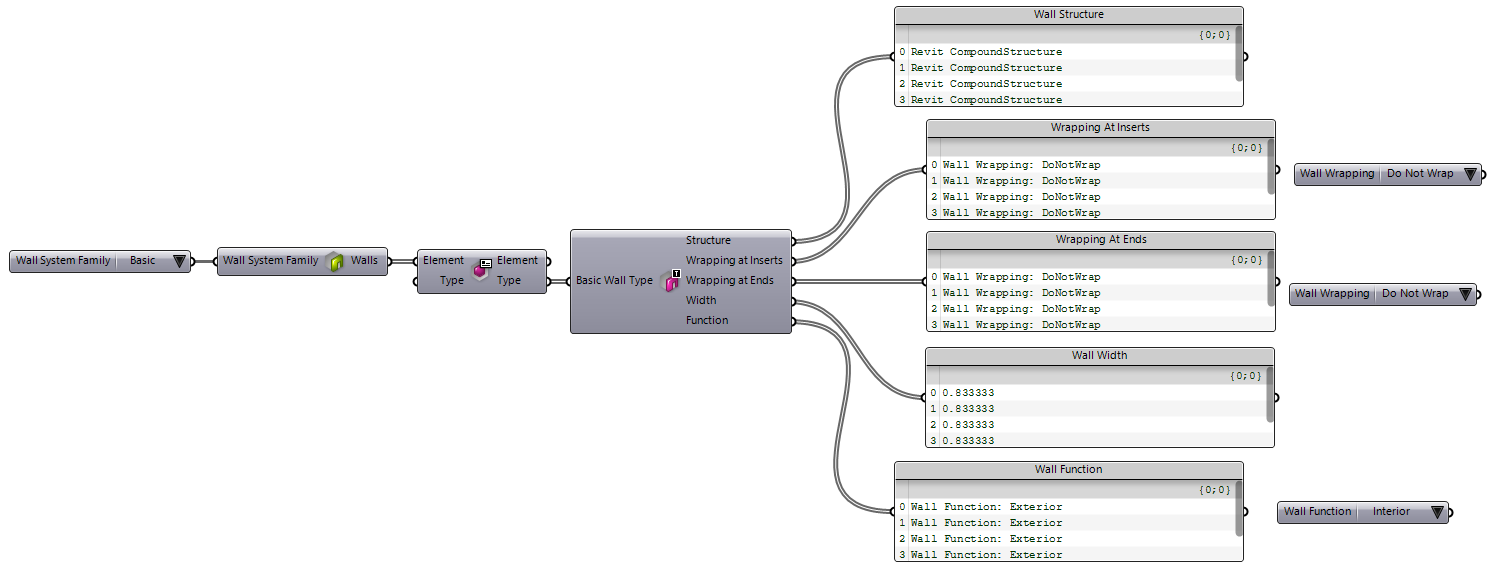 Wall System Family Basic
Wall System Family Walls
Element Element
Type Type
T
Basic Wall Type
Structure
Wrapping at Inserts
Wrapping at Ends
Width
Function
Wall Structure
{0;0}
0 Revit CompoundStructure
1 Revit CompoundStructure
2 Revit CompoundStructure
3 Revit CompoundStructure
Wrapping At Inserts
{0;0}
0 Wall Wrapping: DoNotWrap
1 Wall Wrapping: DoNotWrap
2 Wall Wrapping: DoNotWrap
3 Wall Wrapping: DoNotWrap
Wall Wrapping Do Not Wrap
Wrapping At Ends
{0;0}
0 Wall Wrapping: DoNotWrap
1 Wall Wrapping: DoNotWrap
2 Wall Wrapping: DoNotWrap
3 Wall Wrapping: DoNotWrap
Wall Wrapping Do Not Wrap
Wall Width
{0;0}
0 0.833333
1 0.833333
2 0.833333
3 0.833333
Wall Function
{0;0}
0 Wall Function: Exterior
1 Wall Function: Exterior
2 Wall Function: Exterior
3 Wall Function: Exterior
Wall Function Interior